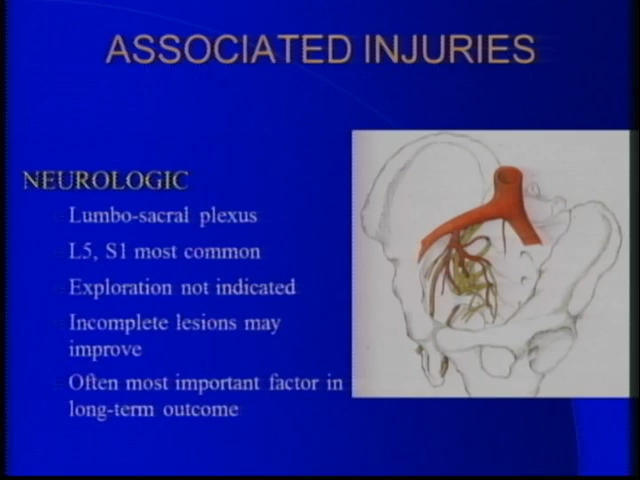 ASSOCIATED INJURIES
NEUROLOGIC
Lumbo-sacral plexus
L5, S1 most common
Exploration not indicated
Incomplete lesions may
improve
Often most important factor in
long-term outcome